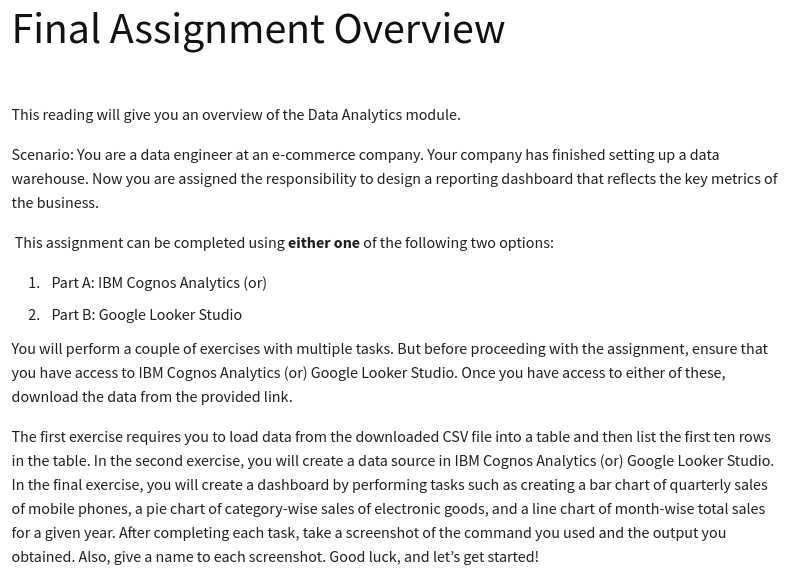 Final Assignment Overview
This reading will give you an overview of the Data Analytics module.
Scenario: You are a data engineer at an e-commerce company. Your company has finished setting up a data
warehouse. Now you are assigned the responsibility to design a reporting dashboard that reflects the key metrics of
the business.
This assignment can be completed using either one of the following two options:
1. Part A: IBM Cognos Analytics (or)
2. Part B: Google Looker Studio
You will perform a couple of exercises with multiple tasks. But before proceeding with the assignment, ensure that
you have access to IBM Cognos Analytics (or) Google Looker Studio. Once you have access to either of these,
download the data from the provided link.
The first exercise requires you to load data from the downloaded CSV file into a table and then list the first ten rows
in the table. In the second exercise, you will create a data source in IBM Cognos Analytics (or) Google Looker Studio.
In the final exercise, you will create a dashboard by performing tasks such as creating a bar chart of quarterly sales
of mobile phones, a pie chart of category-wise sales of electronic goods, and a line chart of month-wise total sales
for a given year. After completing each task, take a screenshot of the command you used and the output you
obtained. Also, give a name to each screenshot. Good luck, and let’s get started!